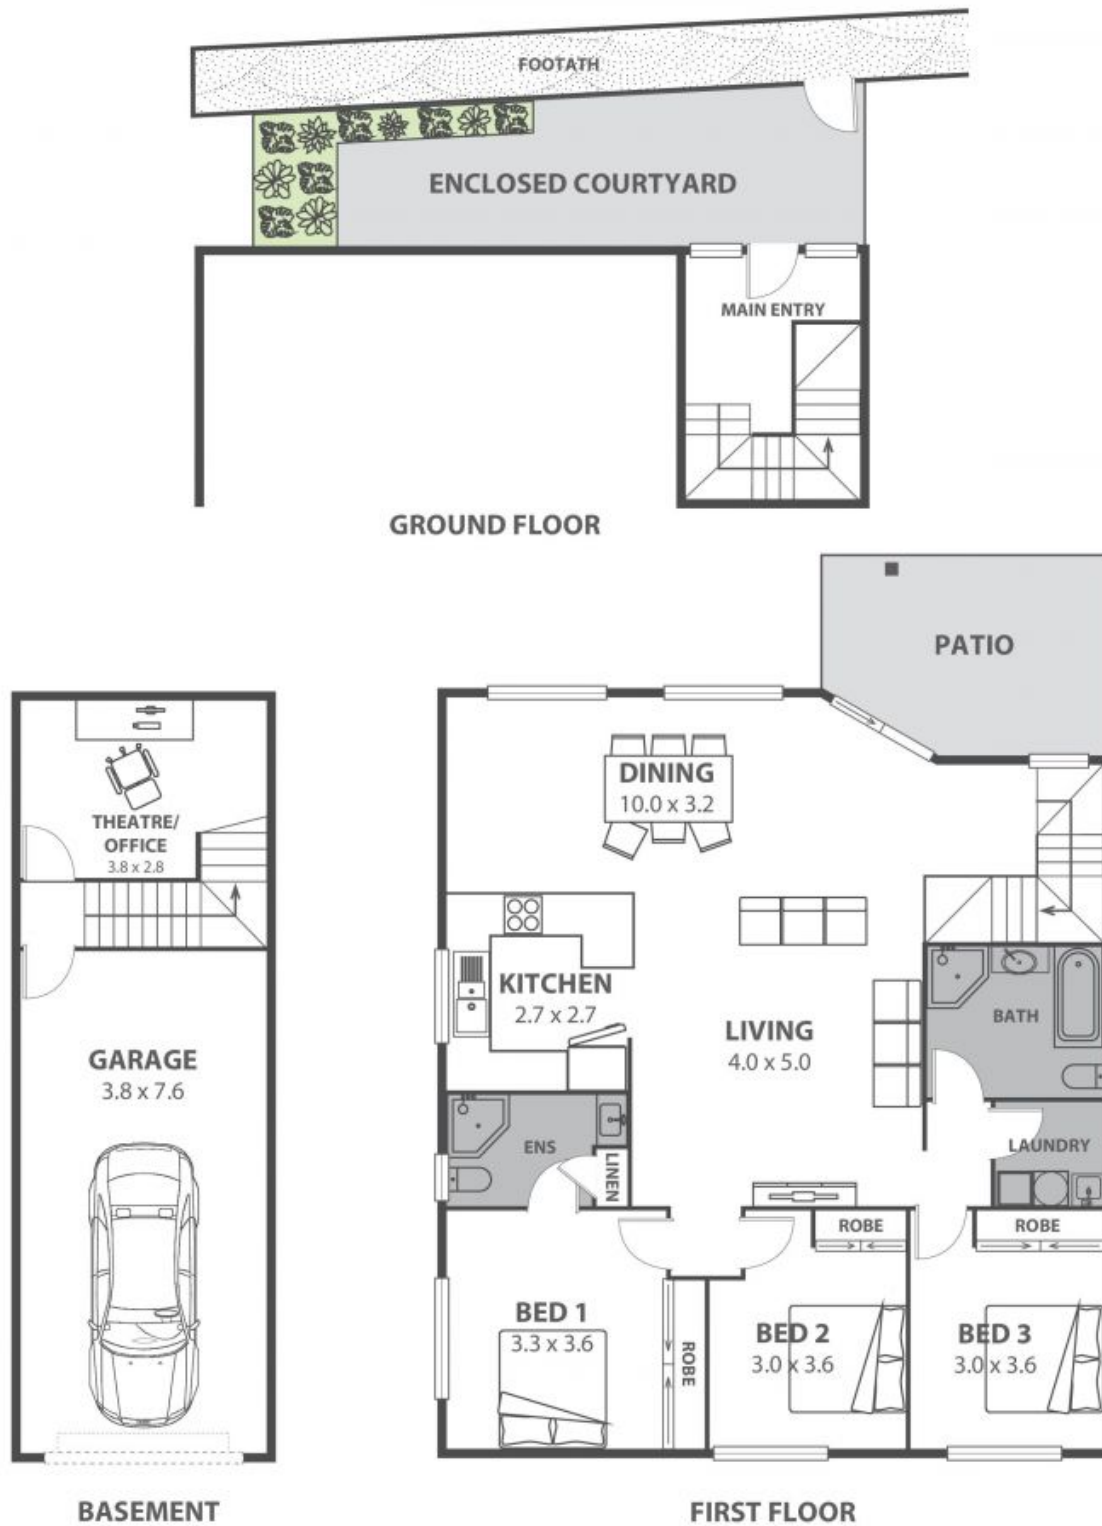 FOOTATH
ENCLOSED COURTYARD
MAIN ENTRY
GROUND FLOOR
PATIO
DINING
10.0 x 3.2
THEATRE/
OFFICE
3.8 x 2.8
KITCHEN
2.7 x 2.7
LIVING
4.0 x 5.0
BATH
GARAGE
3.8 x 7.6
ENS
LINEN
LAUNDRY
ROBE
ROBE
BED 1
3.3 x 3.6
ROBE
BED 2
3.0 x 3.6
BED 3
3.0 x 3.6
BASEMENT
FIRST FLOOR